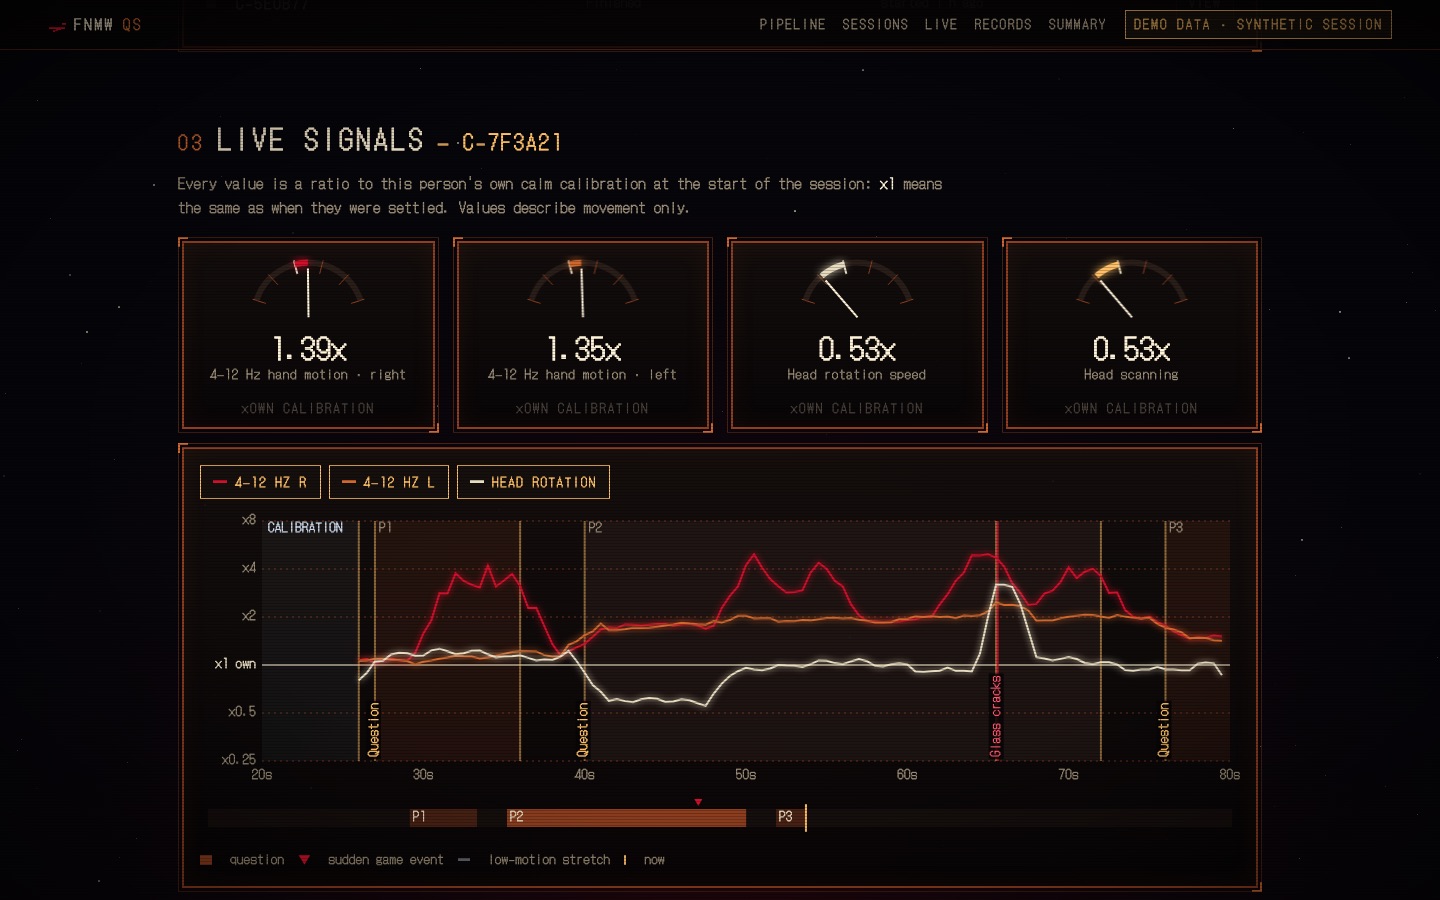 FNMW QS
PIPELINE SESSIONS LIVE RECORDS SUMMARY DEMO DATA · SYNTHETIC SESSION
03 LIVE SIGNALS — · C-7F3A21
Every value is a ratio to this person's own calm calibration at the start of the session: x1 means
the same as when they were settled. Values describe movement only.
1.39x
4–12 Hz hand motion · right
xOWN CALIBRATION
1.35x
4–12 Hz hand motion · left
xOWN CALIBRATION
0.53x
Head rotation speed
xOWN CALIBRATION
0.53x
Head scanning
xOWN CALIBRATION
4–12 HZ R
4–12 HZ L
HEAD ROTATION
x8
x4
x2
x1 own
x0.5
x0.25
CALIBRATION
P1
P2
P3
Question
Question
Glass cracks
Question
20s 30s 40s 50s 60s 70s 80s
P1 P2 P3
question sudden game event low-motion stretch now